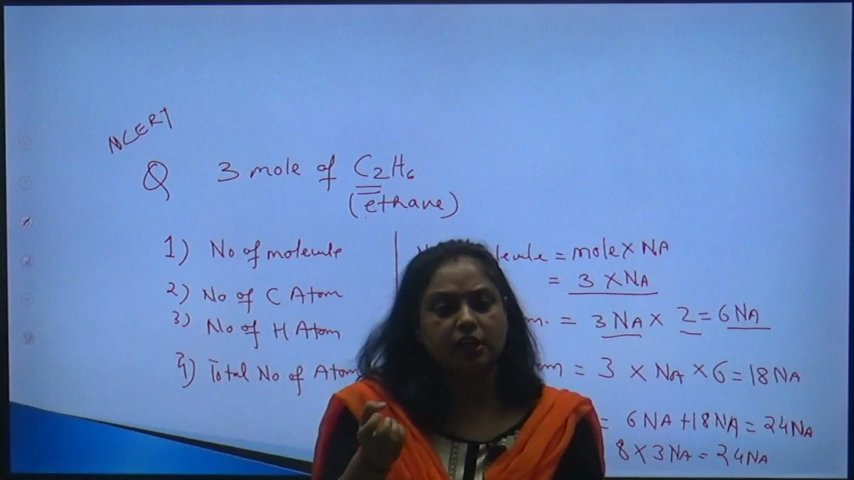 NCERT
Q 3 mole of C2H6
(ethane)
1) No of molecule
2) No of C Atom
3) No of H Atom
4) Total No of Atom
= mole × NA
= 3 × NA
= 3 NA × 2 = 6 NA
= 3 × NA × 6 = 18 NA
= 6 NA + 18 NA = 24 NA
8 × 3 NA = 24 NA